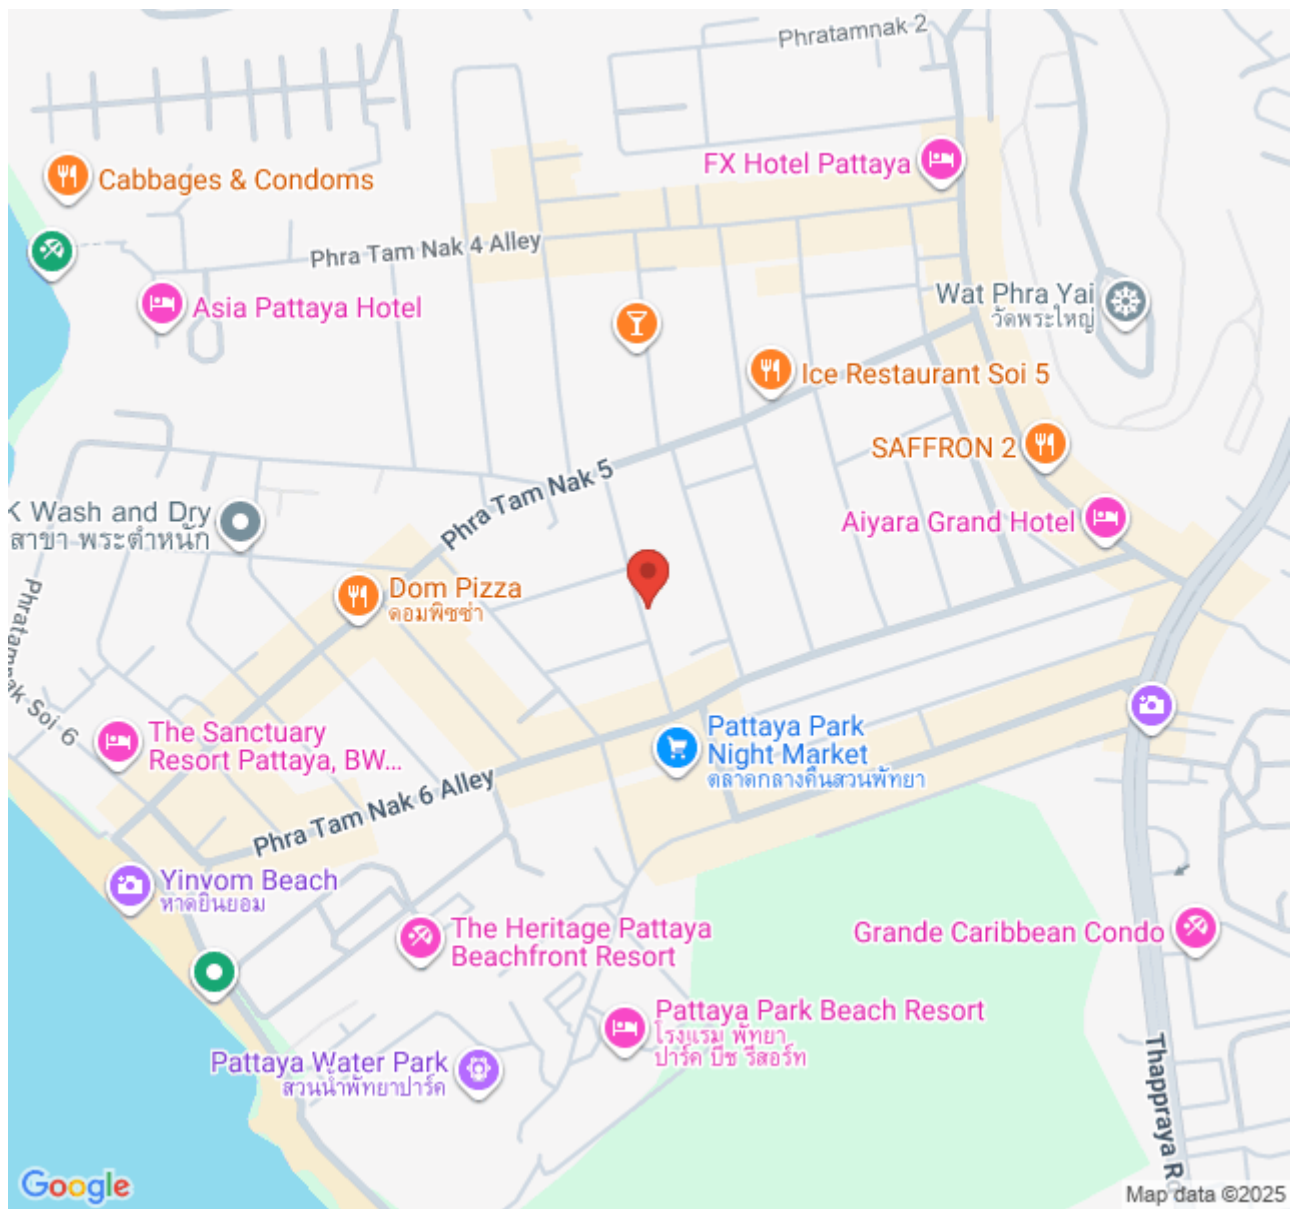 Phratamnak 2
FX Hotel Pattaya
Cabbages & Condoms
Phra Tam Nak 4 Alley
Asia Pattaya Hotel
Wat Phra Yai
วัดพระใหญ่
Ice Restaurant Soi 5
SAFFRON 2
Phra Tam Nak 5
K Wash and Dry
สาขา พระตำหนัก
Aiyara Grand Hotel
Dom Pizza
ดอมพิซซ่า
Phratamnak Soi 6
The Sanctuary
Resort Pattaya, BW...
Pattaya Park
Night Market
ตลาดกลางคืนสวนพัทยา
Phra Tam Nak 6 Alley
Yinvom Beach
หาดยินยอม
The Heritage Pattaya
Beachfront Resort
Grande Caribbean Condo
Pattaya Park Beach Resort
โรงแรม พัทยา
ปาร์ค บีช รีสอร์ท
Pattaya Water Park
สวนน้ำพัทยาปาร์ค
Thappraya Rd
Google
Map data ©2025